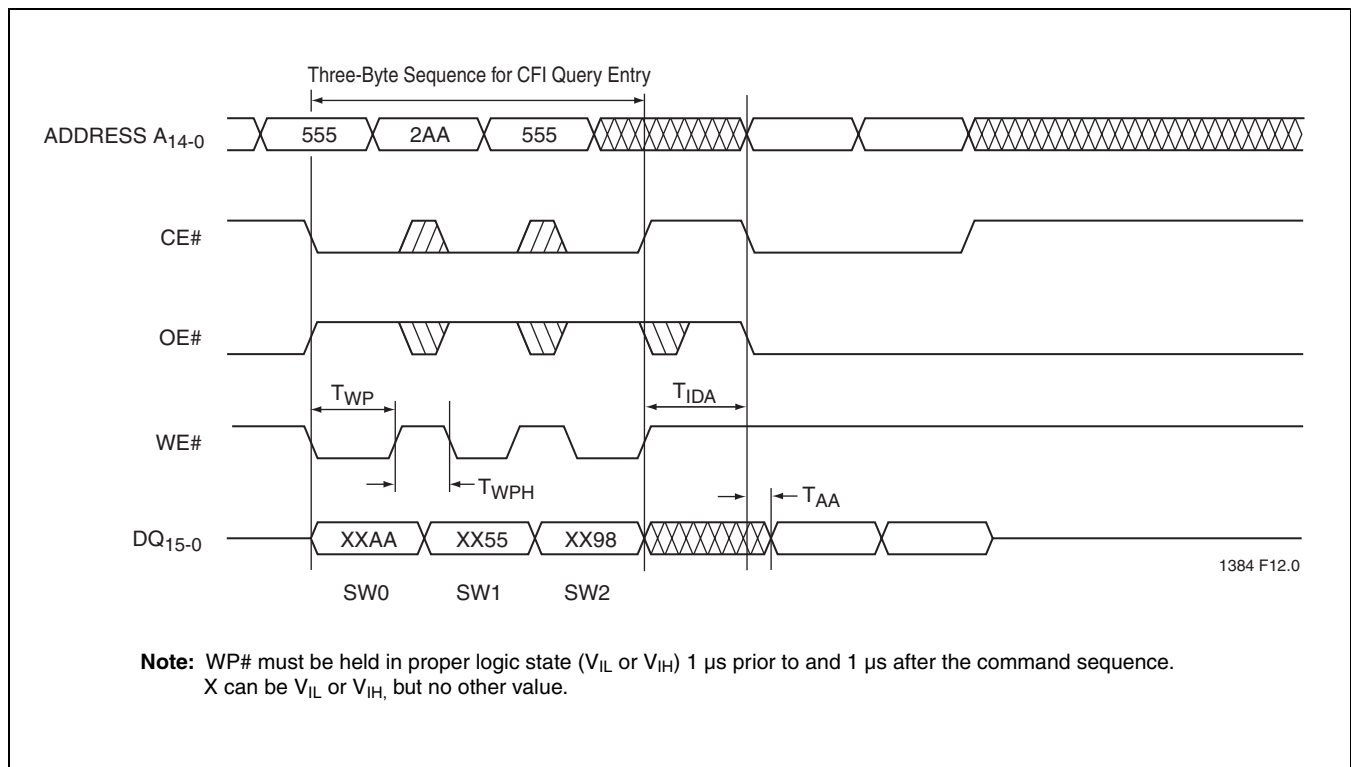 Three-Byte Sequence for CFI Query Entry
ADDRESS A14-0
555
2AA
555
CE#
OE#
TWP
TIDA
WE#
TWPH
TAA
DQ15-0
XXAA
XX55
XX98
1384 F12.0
SW0
SW1
SW2
Note: WP# must be held in proper logic state (VIL or VIH) 1 µs prior to and 1 µs after the command sequence.
X can be VIL or VIH, but no other value.